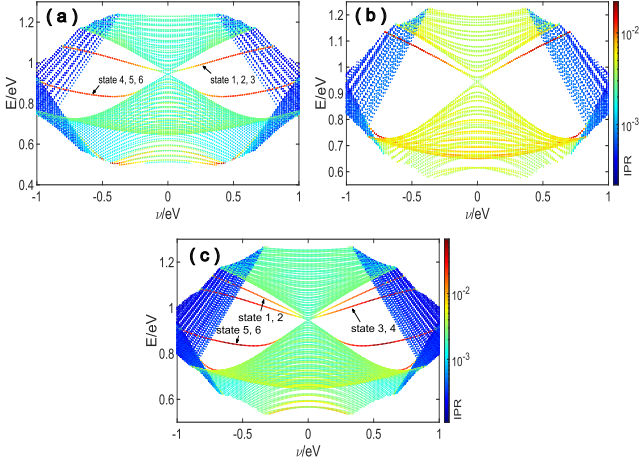 (a)
1.2
1
0.8
0.6
0.4
E/eV
state 4, 5, 6
state 1, 2, 3
-1
-0.5
0
0.5
1
ν/eV
(b)
1.2
1.1
1
0.9
0.8
0.7
0.6
0.5
E/eV
-1
-0.5
0
0.5
1
ν/eV
10-2
10-3
IPR
(c)
1.2
1
0.8
0.6
E/eV
state 1, 2
state 5, 6
state 3, 4
-1
-0.5
0
0.5
1
ν/eV
10-2
10-3
IPR